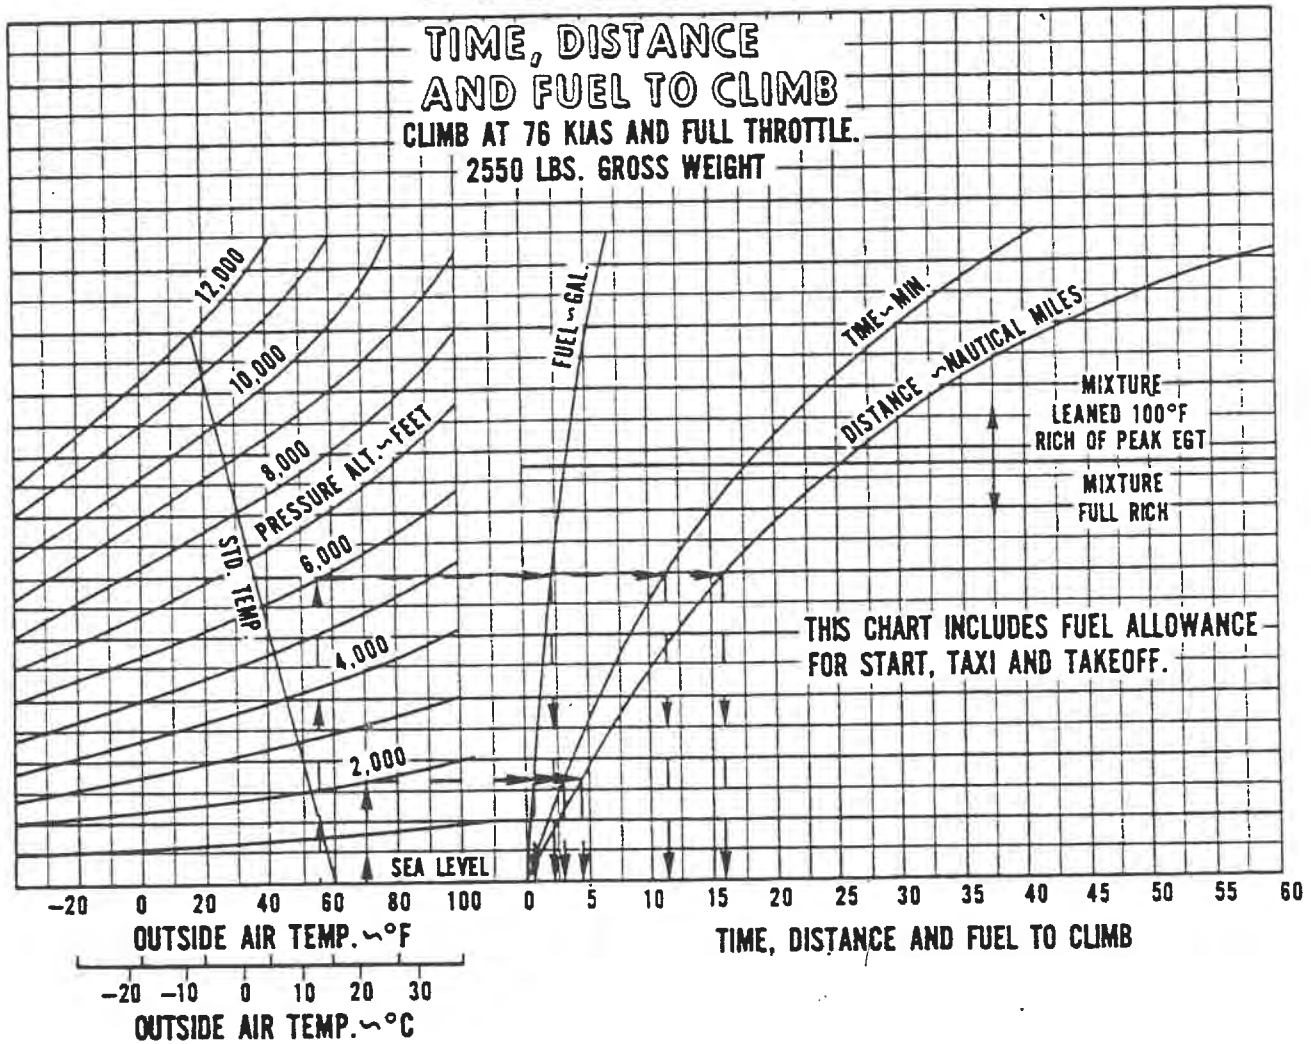 TIME, DISTANCE
AND FUEL TO CLIMB
CLIMB AT 76 KIAS AND FULL THROTTLE.
2550 LBS. GROSS WEIGHT
12,000
10,000
8,000
PRESSURE ALT.~FEET
6,000
4,000
2,000
SEA LEVEL
STD. TEMP.
FUEL~GAL.
TIME~MIN.
DISTANCE ~NAUTICAL MILES
MIXTURE
LEANED 100°F
RICH OF PEAK EGT
MIXTURE
FULL RICH
THIS CHART INCLUDES FUEL ALLOWANCE
FOR START, TAXI AND TAKEOFF.
-20 0 20 40 60 80 100 0 5 10 15 20 25 30 35 40 45 50 55 60
OUTSIDE AIR TEMP.~°F
TIME, DISTANCE AND FUEL TO CLIMB
-20 -10 0 10 20 30
OUTSIDE AIR TEMP.~°C